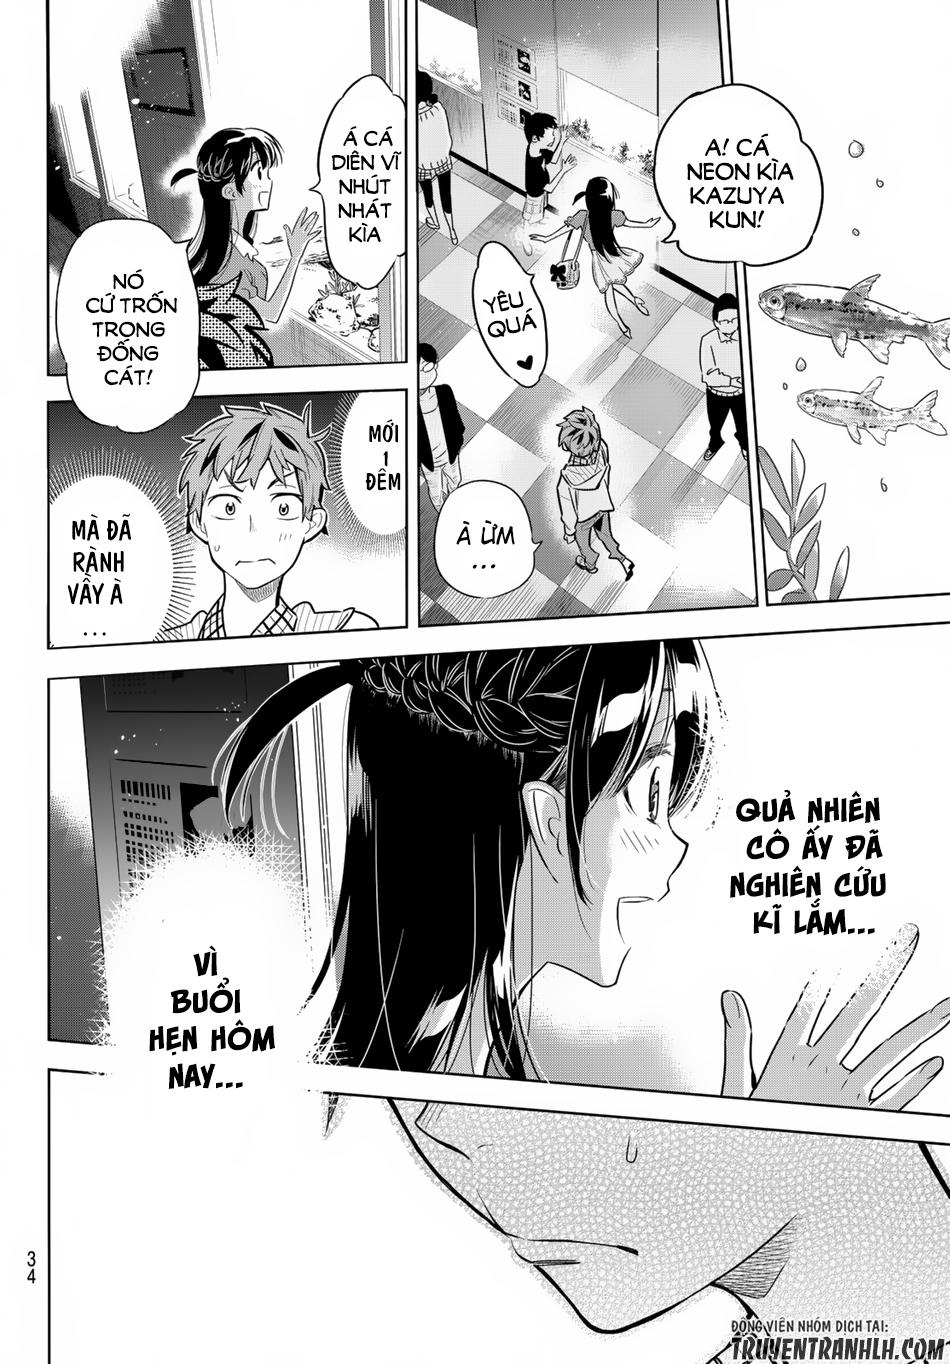 A! CÁ
NEON KÌA
KAZUYA
KUN!
YÊU
QUÁ
À ỪM
...
Á CÁ
DIÊN VĨ
NHÚT
NHÁT
KÌA
NÓ
CỨ TRỐN
TRONG
ĐỐNG
CÁT!
MỚI
1
ĐÊM
MÀ ĐÃ
RÀNH
VẬY À
...
QUẢ NHIÊN
CÔ ẤY ĐÃ
NGHIÊN CỨU
KĨ LẮM...
VÌ
BUỔI
HẸN HÔM
NAY...
34
ĐỘNG VIÊN NHÓM DỊCH TẠI:
TRUYENTRANHLH.COM